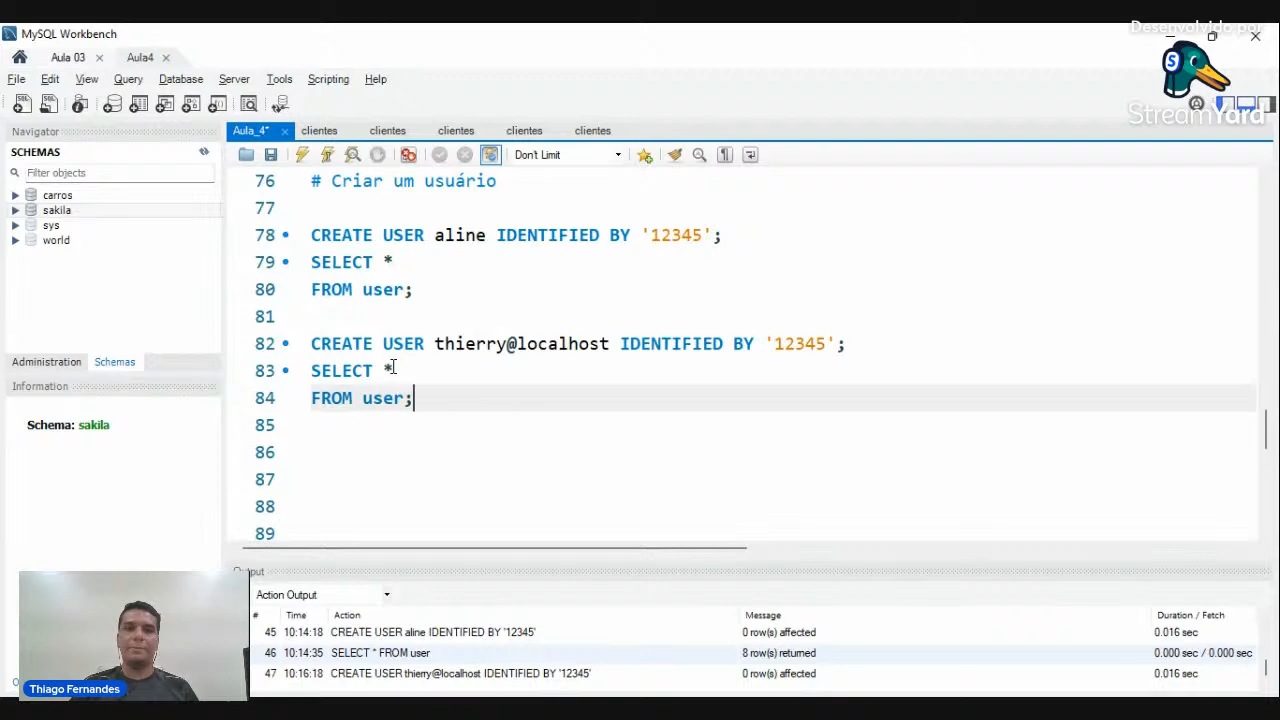 Desenvolvido por
MySQL Workbench
Aula 03
Aula4
StreamYard
File Edit View Query Database Server Tools Scripting Help
Navigator
SCHEMAS
Filter objects
carros
sakila
sys
world
Administration Schemas
Information
Schema: sakila
Aula_4* clientes clientes clientes clientes clientes
Don't Limit
76 # Criar um usuário
77
78 CREATE USER aline IDENTIFIED BY '12345';
79 SELECT *
80 FROM user;
81
82 CREATE USER thierry@localhost IDENTIFIED BY '12345';
83 SELECT *
84 FROM user;
85
86
87
88
89
Output
Action Output
# Time Action Message Duration / Fetch
45 10:14:18 CREATE USER aline IDENTIFIED BY '12345' 0 row(s) affected 0.016 sec
46 10:14:35 SELECT * FROM user 8 row(s) returned 0.000 sec / 0.000 sec
47 10:16:18 CREATE USER thierry@localhost IDENTIFIED BY '12345' 0 row(s) affected 0.016 sec
Thiago Fernandes